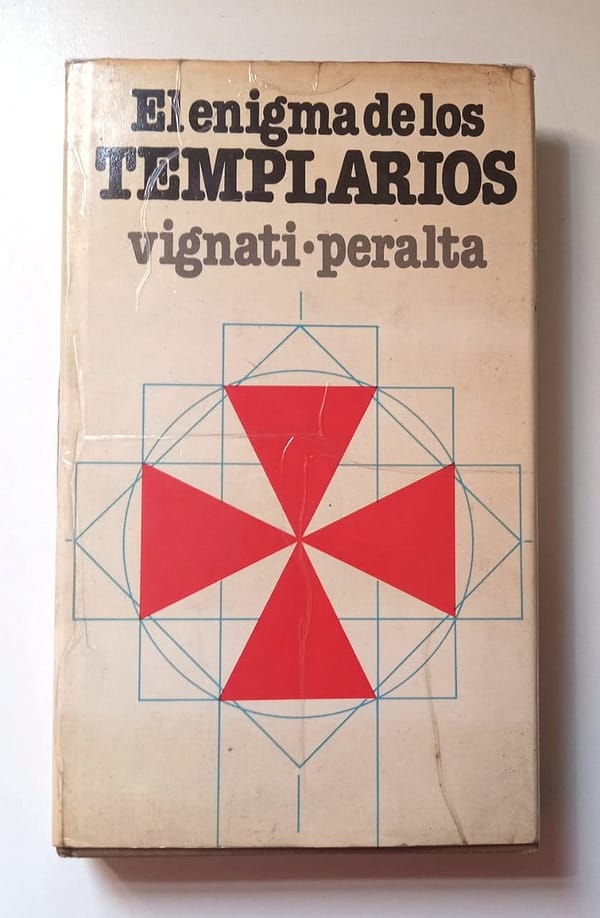 El enigma de los
TEMPLARIOS
vignati·peralta